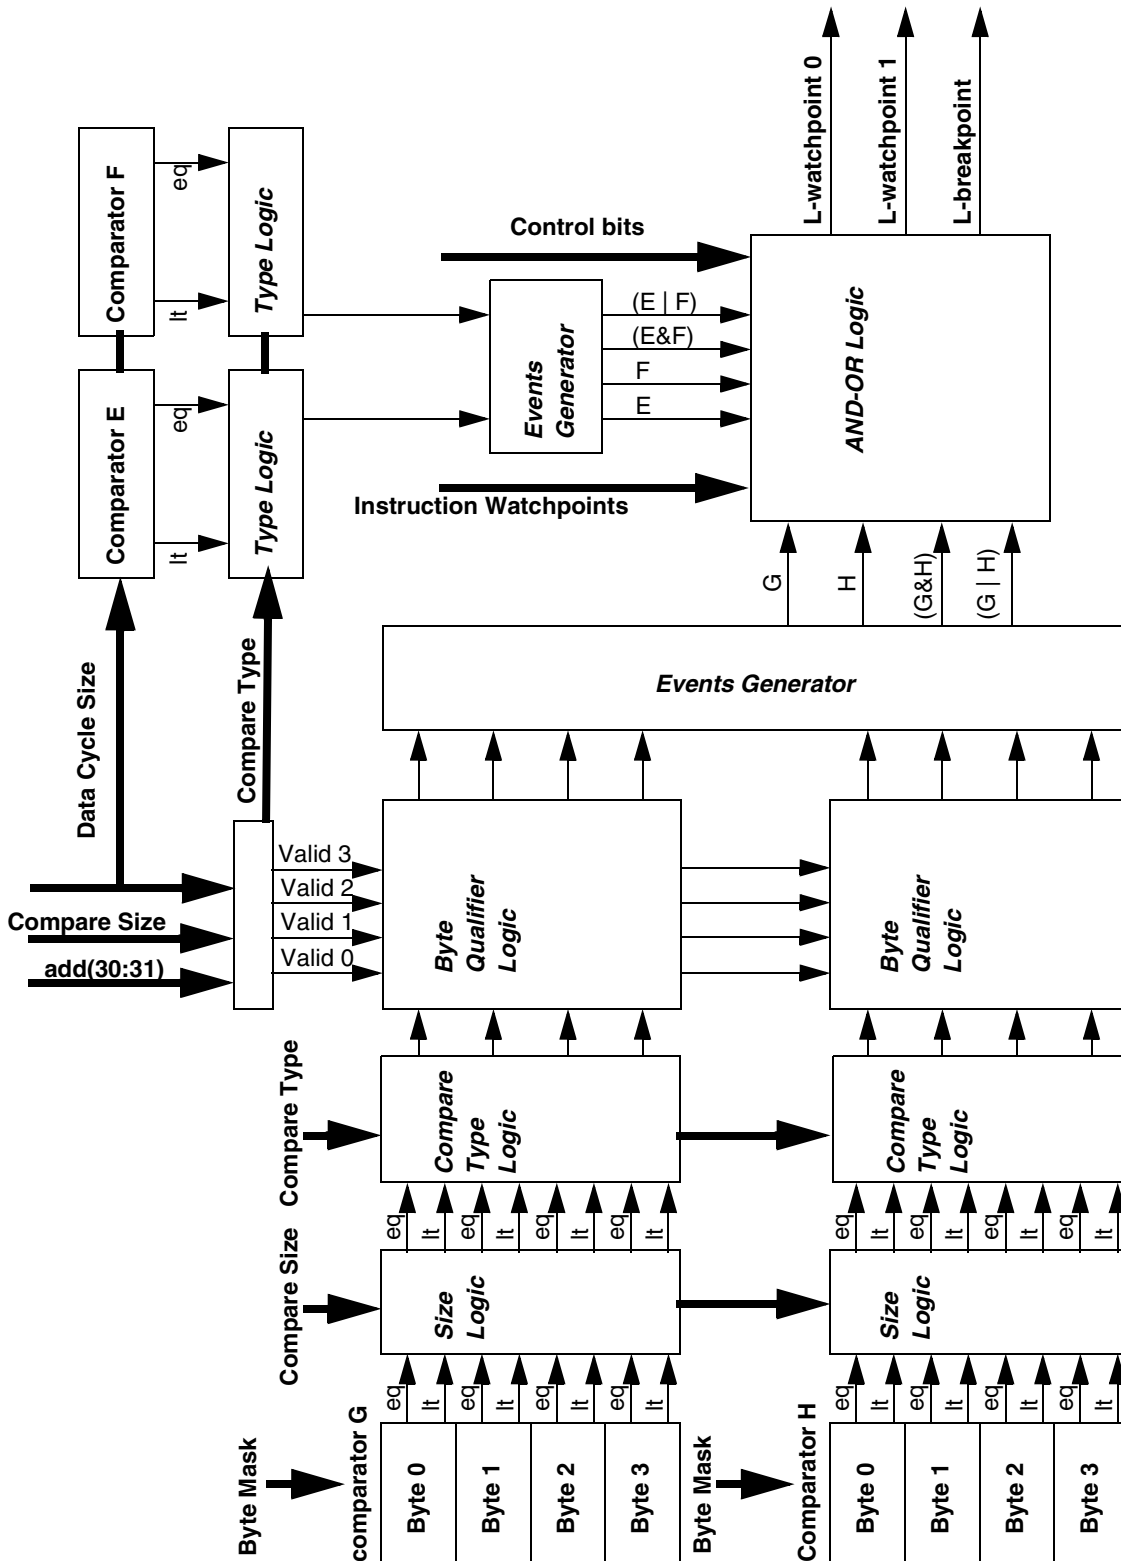 L-watchpoint 0
L-watchpoint 1
L-breakpoint
Comparator F
eq
lt
Type Logic
Control bits
Comparator E
eq
lt
Type Logic
Events
Generator
(E | F)
(E&F)
F
E
AND-OR Logic
Instruction Watchpoints
G
H
(G&H)
(G | H)
Data Cycle Size
Compare Type
Events Generator
Compare Size
add(30:31)
Valid 3
Valid 2
Valid 1
Valid 0
Byte
Qualifier
Logic
Byte
Qualifier
Logic
Compare Type
Compare
Type
Logic
Compare
Type
Logic
eq
lt
eq
lt
eq
lt
eq
lt
eq
lt
eq
lt
eq
lt
eq
lt
Compare Size
Size
Logic
Size
Logic
eq
lt
eq
lt
eq
lt
eq
lt
eq
lt
eq
lt
eq
lt
eq
lt
Byte Mask
comparator G
Byte 0
Byte 1
Byte 2
Byte 3
Byte Mask
Comparator H
Byte 0
Byte 1
Byte 2
Byte 3